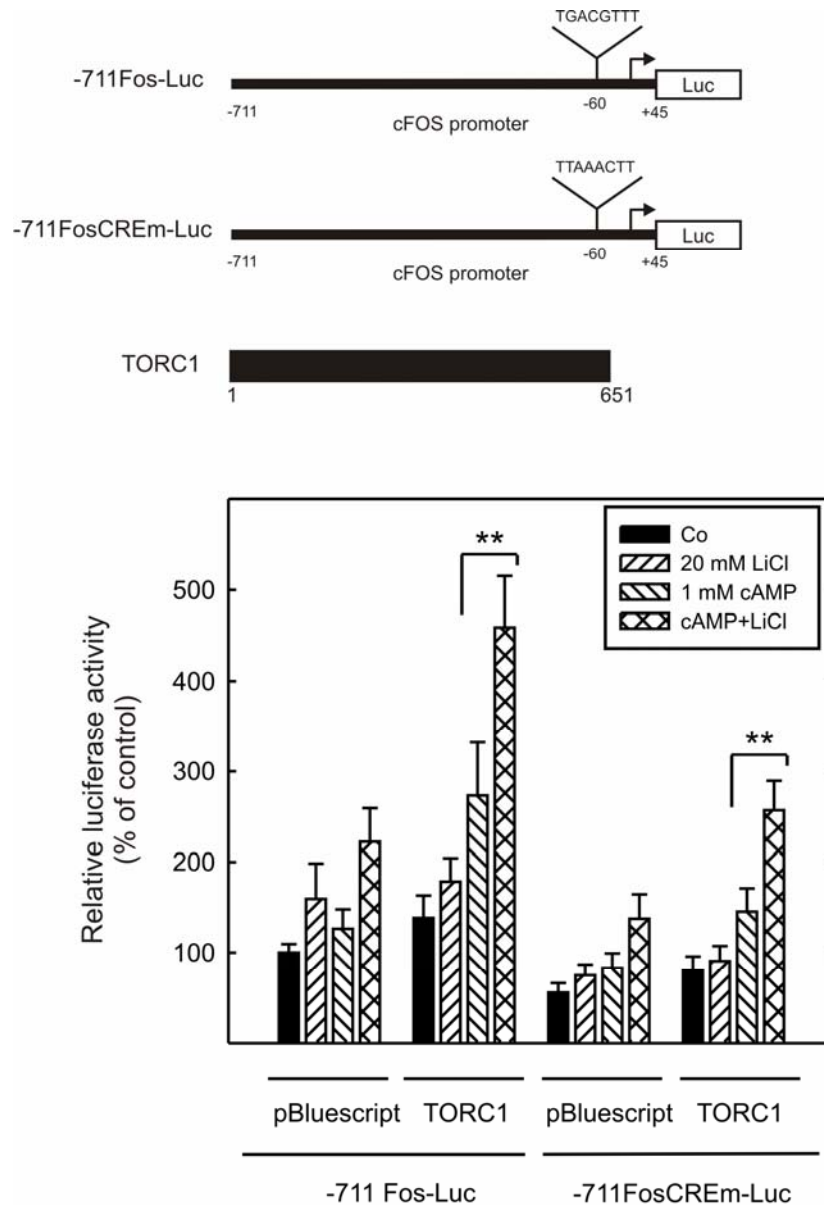 TGACGTTT
-711Fos-Luc
Luc
-711
-60
+45
cFOS promoter
TTAAACTT
-711FosCREm-Luc
Luc
-711
-60
+45
cFOS promoter
TORC1
1
651
Co
20 mM LiCl
1 mM cAMP
cAMP+LiCl
**
**
500
400
300
200
100
Relative luciferase activity
(% of control)
pBluescript
TORC1
pBluescript
TORC1
-711 Fos-Luc
-711FosCREm-Luc